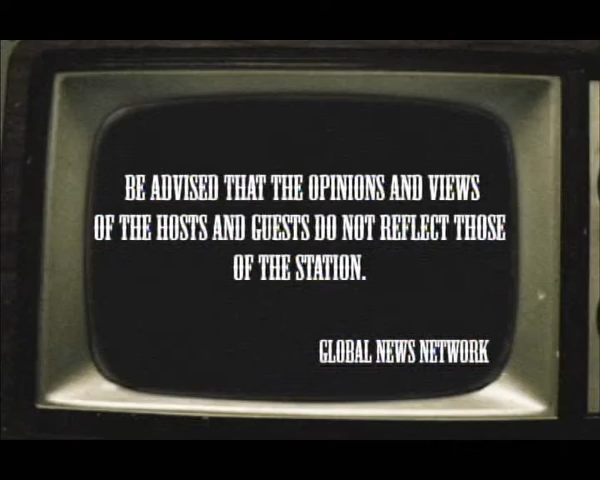 BE ADVISED THAT THE OPINIONS AND VIEWS
OF THE HOSTS AND GUESTS DO NOT REFLECT THOSE
OF THE STATION.
GLOBAL NEWS NETWORK